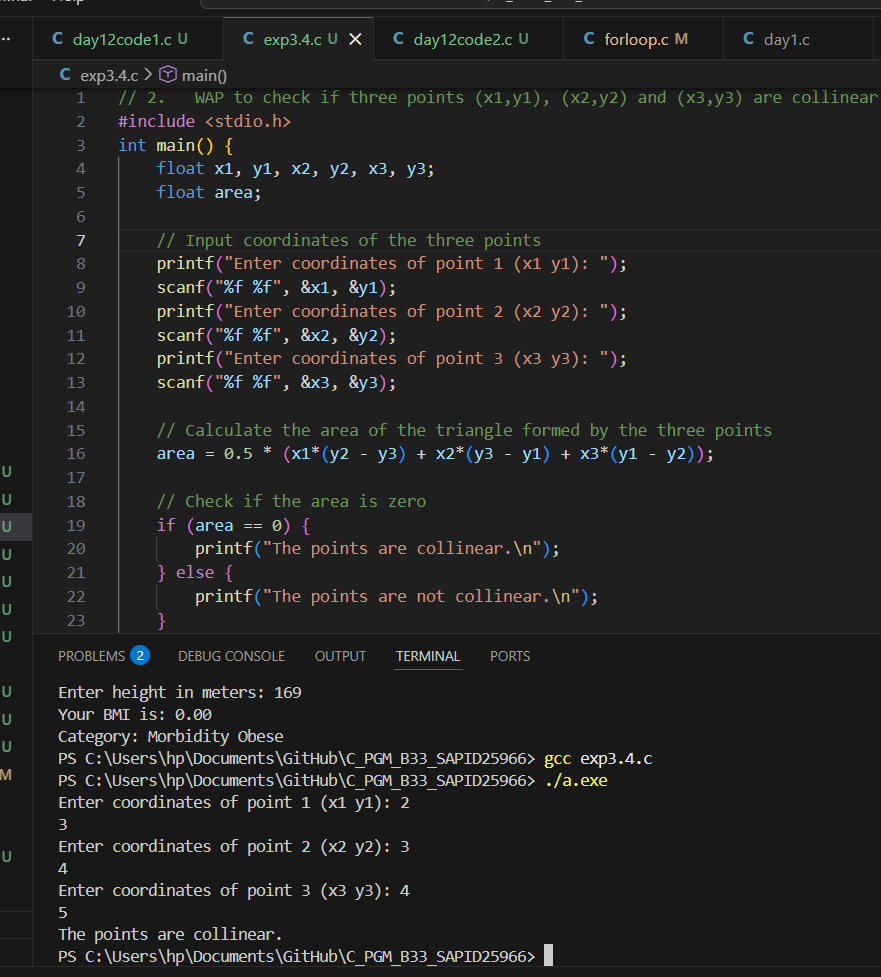 day12code1.c U
exp3.4.c U
day12code2.c U
forloop.c M
day1.c
exp3.4.c > main()
1 // 2.   WAP to check if three points (x1,y1), (x2,y2) and (x3,y3) are collinear
2 #include <stdio.h>
3 int main() {
4     float x1, y1, x2, y2, x3, y3;
5     float area;
6
7     // Input coordinates of the three points
8     printf("Enter coordinates of point 1 (x1 y1): ");
9     scanf("%f %f", &x1, &y1);
10     printf("Enter coordinates of point 2 (x2 y2): ");
11     scanf("%f %f", &x2, &y2);
12     printf("Enter coordinates of point 3 (x3 y3): ");
13     scanf("%f %f", &x3, &y3);
14
15     // Calculate the area of the triangle formed by the three points
16     area = 0.5 * (x1*(y2 - y3) + x2*(y3 - y1) + x3*(y1 - y2));
17
18     // Check if the area is zero
19     if (area == 0) {
20         printf("The points are collinear.\n");
21     } else {
22         printf("The points are not collinear.\n");
23     }
U
U
U
U
U
U
U
U
U
U
M
U
PROBLEMS 2 DEBUG CONSOLE OUTPUT TERMINAL PORTS
Enter height in meters: 169
Your BMI is: 0.00
Category: Morbidity Obese
PS C:\Users\hp\Documents\GitHub\C_PGM_B33_SAPID25966> gcc exp3.4.c
PS C:\Users\hp\Documents\GitHub\C_PGM_B33_SAPID25966> ./a.exe
Enter coordinates of point 1 (x1 y1): 2
3
Enter coordinates of point 2 (x2 y2): 3
4
Enter coordinates of point 3 (x3 y3): 4
5
The points are collinear.
PS C:\Users\hp\Documents\GitHub\C_PGM_B33_SAPID25966>